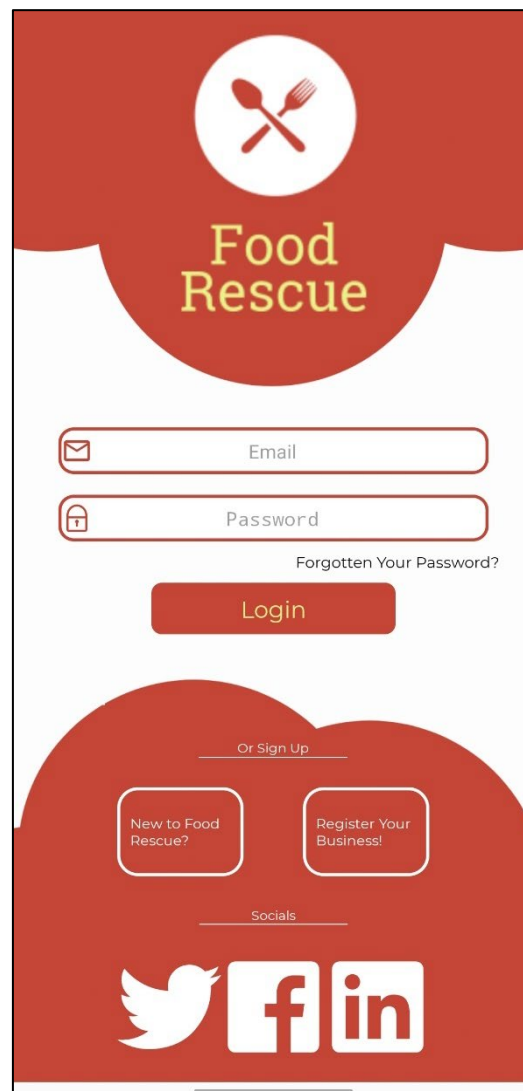 Food
Rescue
Email
Password
Forgotten Your Password?
Login
Or Sign Up
New to Food
Rescue?
Register Your
Business!
Socials